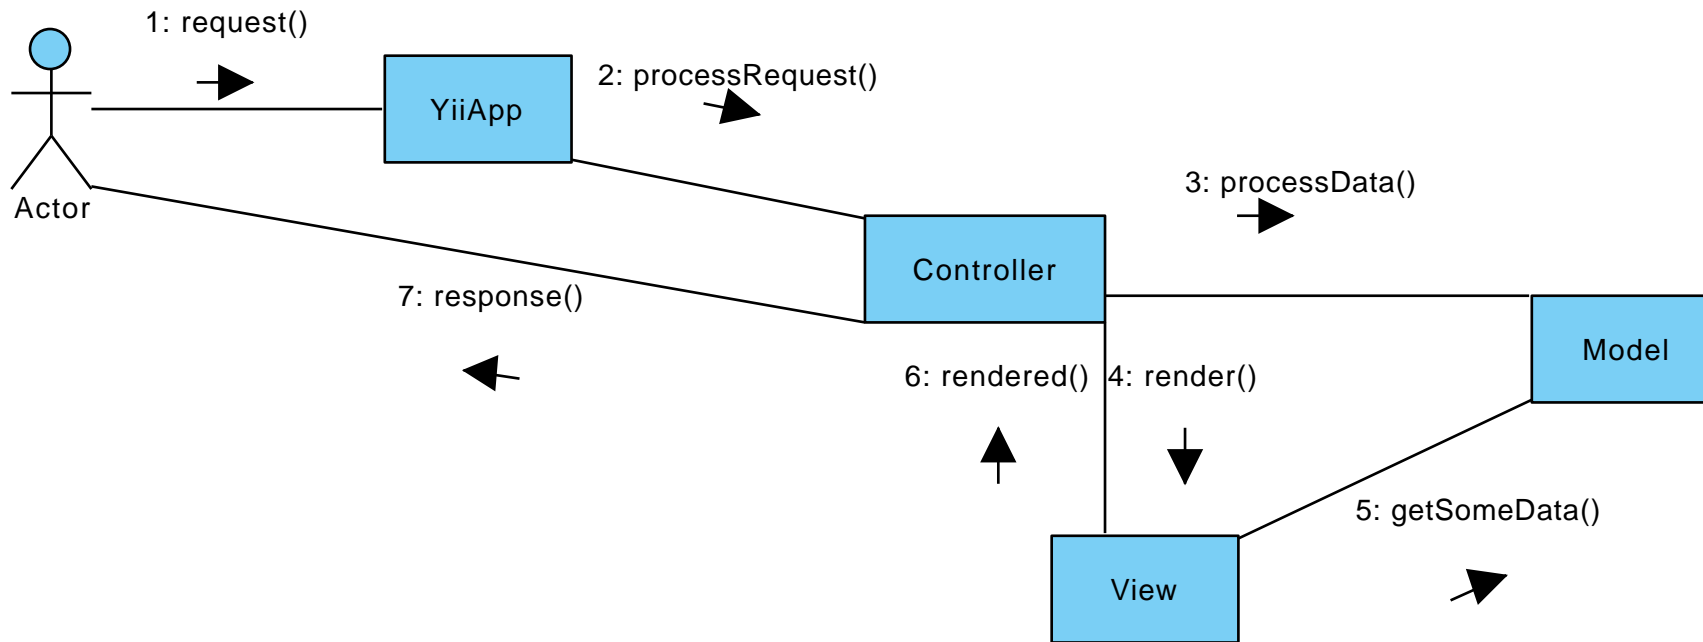 1: request()
2: processRequest()
YiiApp
3: processData()
Actor
Controller
7: response()
Model
6: rendered()
4: render()
5: getSomeData()
View